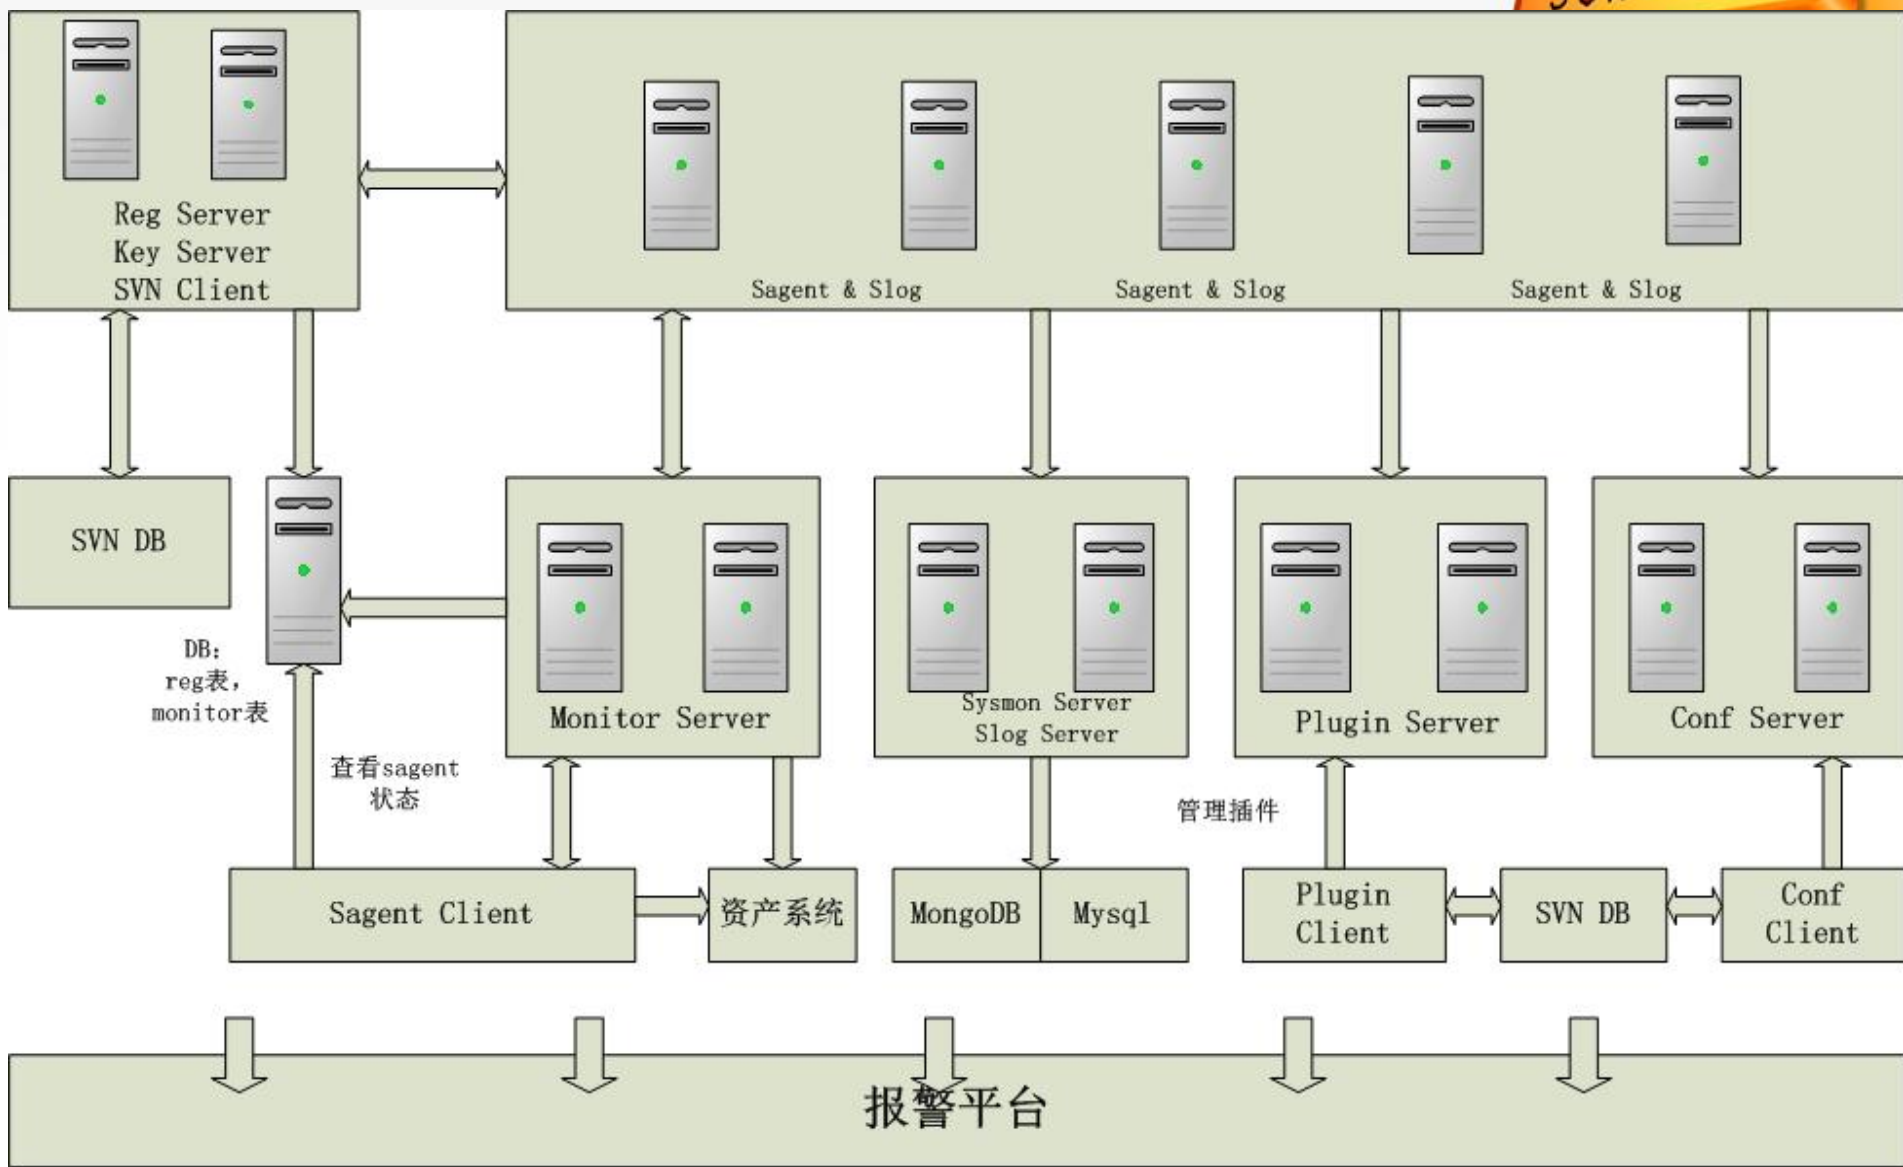 Reg Server
Key Server
SVN Client
Sagent & Slog
Sagent & Slog
Sagent & Slog
SVN DB
DB:
reg表，
monitor表
Monitor Server
Sysmon Server
Slog Server
Plugin Server
Conf Server
查看sagent
状态
管理插件
Sagent Client
资产系统
MongoDB
Mysql
Plugin
Client
SVN DB
Conf
Client
报警平台